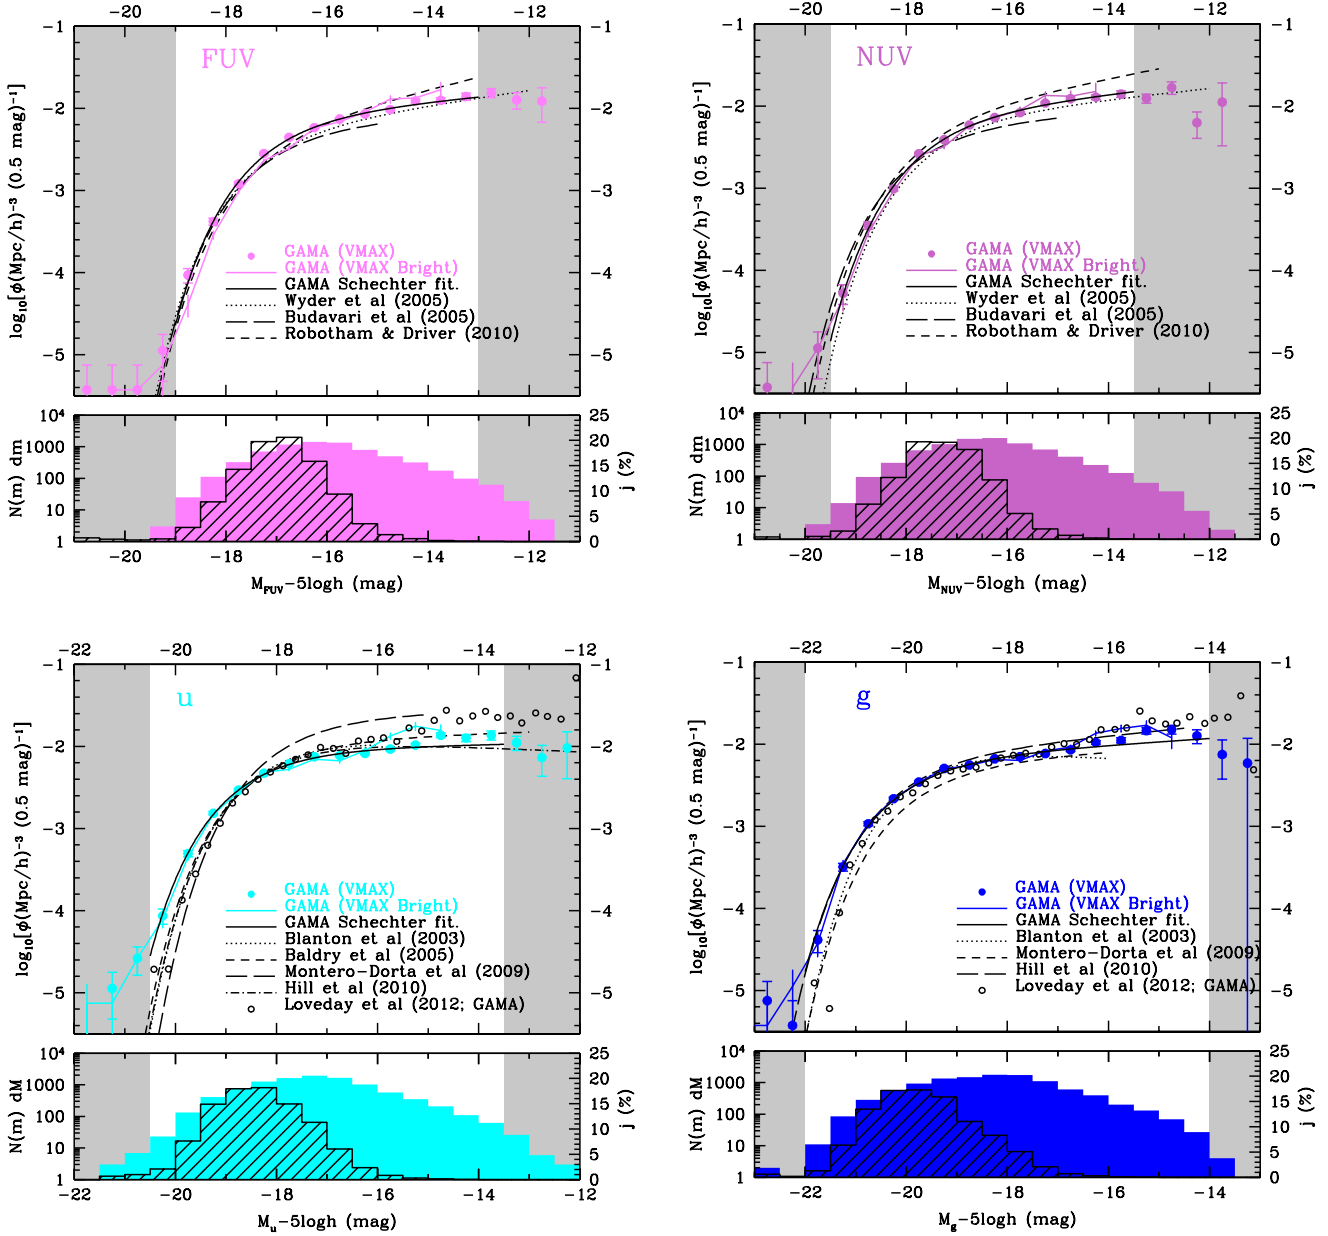 −20 −18 −16 −14 −12
−1 −2 −3 −4 −5
log₁₀[ϕ(Mpc/h)⁻³ (0.5 mag)⁻¹]
FUV
GAMA (VMAX)
GAMA (VMAX Bright)
GAMA Schechter fit.
Wyder et al (2005)
Budavari et al (2005)
Robotham & Driver (2010)
−1 −2 −3 −4 −5
N(m) dm
10⁴ 1000 100 10 1
25 20 15 10 5 0
j (%)
−20 −18 −16 −14 −12
M_FUV−5logh (mag)
−20 −18 −16 −14 −12
−1 −2 −3 −4 −5
log₁₀[ϕ(Mpc/h)⁻³ (0.5 mag)⁻¹]
NUV
GAMA (VMAX)
GAMA (VMAX Bright)
GAMA Schechter fit.
Wyder et al (2005)
Budavari et al (2005)
Robotham & Driver (2010)
−1 −2 −3 −4 −5
N(m) dm
10⁴ 1000 100 10 1
25 20 15 10 5 0
j (%)
−20 −18 −16 −14 −12
M_NUV−5logh (mag)
−22 −20 −18 −16 −14 −12
−1 −2 −3 −4 −5
log₁₀[ϕ(Mpc/h)⁻³ (0.5 mag)⁻¹]
u
GAMA (VMAX)
GAMA (VMAX Bright)
GAMA Schechter fit.
Blanton et al (2003)
Baldry et al (2005)
Montero−Dorta et al (2009)
Hill et al (2010)
Loveday et al (2012; GAMA)
−1 −2 −3 −4 −5
N(m) dM
10⁴ 1000 100 10 1
25 20 15 10 5 0
j (%)
−22 −20 −18 −16 −14 −12
M_u−5logh (mag)
−22 −20 −18 −16 −14
−1 −2 −3 −4 −5
log₁₀[ϕ(Mpc/h)⁻³ (0.5 mag)⁻¹]
g
GAMA (VMAX)
GAMA (VMAX Bright)
GAMA Schechter fit.
Blanton et al (2003)
Montero−Dorta et al (2009)
Hill et al (2010)
Loveday et al (2012; GAMA)
−1 −2 −3 −4 −5
N(m) dM
10⁴ 1000 100 10 1
25 20 15 10 5 0
j (%)
−22 −20 −18 −16 −14
M_g−5logh (mag)